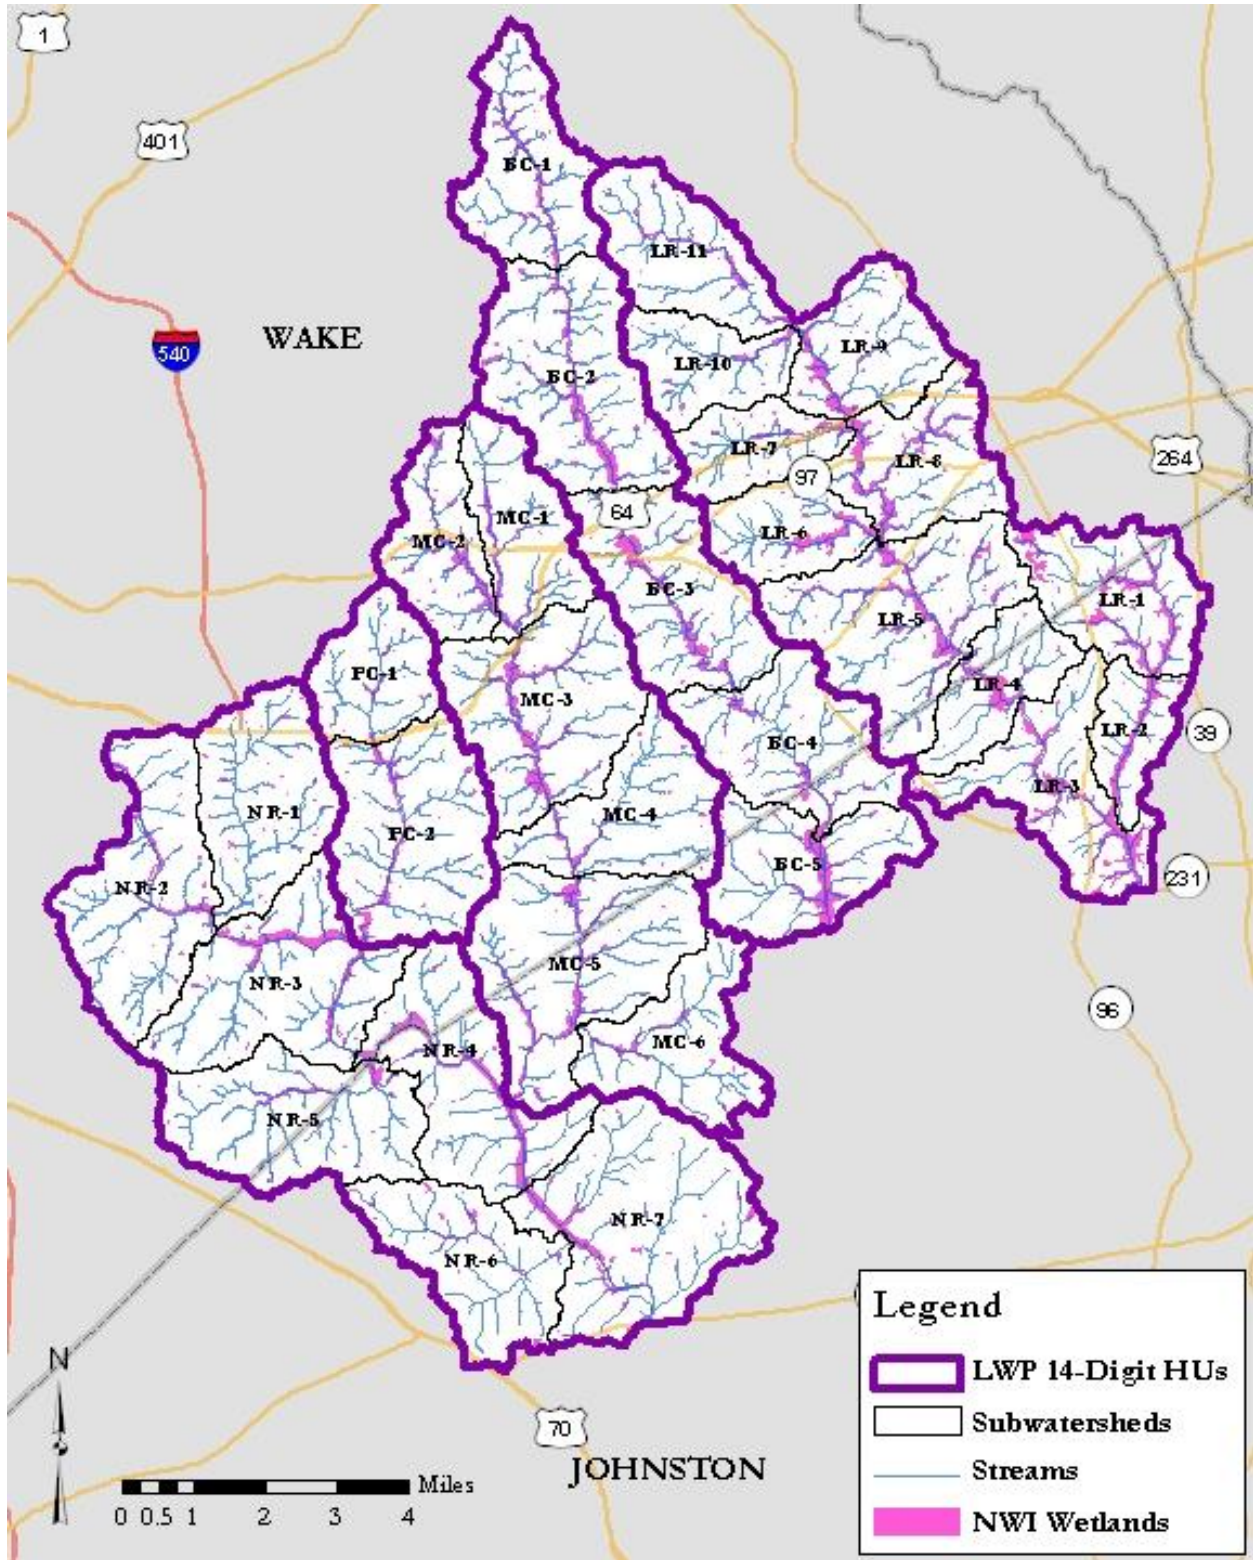 1
401
BC-1
LR-11
WAKE
540
LR-9
BC-2
LR-10
LR-7
264
LR-8
97
64
MC-1
LR-6
MC-2
BC-3
LR-1
LR-5
PC-1
LR-4
MC-3
LR-2
39
BC-4
LR-3
NR-1
MC-4
PC-2
BC-5
231
NR-2
MC-5
NR-3
96
MC-6
NR-4
NR-5
NR-7
NR-6
Legend
LWP 14-Digit HUs
Subwatersheds
Streams
NWI Wetlands
N
70
JOHNSTON
Miles
0 0.5 1 2 3 4